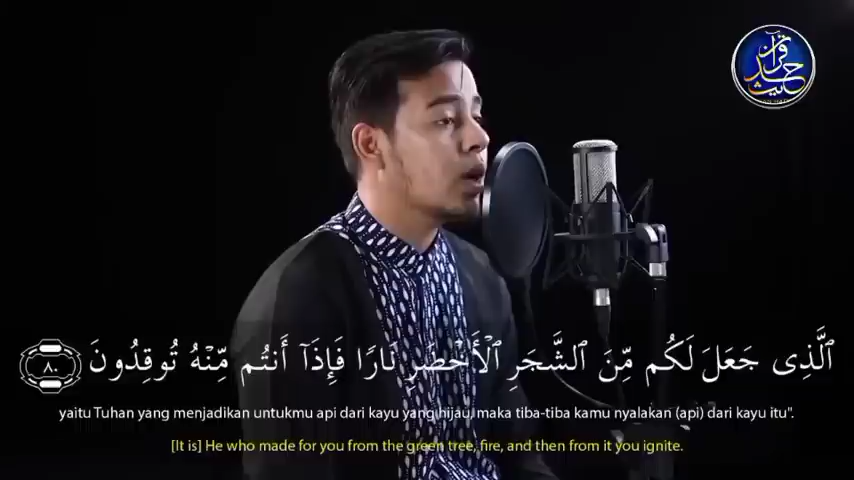 قرآن
حديث
ٱلَّذِى جَعَلَ لَكُم مِّنَ ٱلشَّجَرِ ٱلْأَخْضَرِ نَارًا فَإِذَآ أَنتُم مِّنْهُ تُوقِدُونَ ٨٠
yaitu Tuhan yang menjadikan untukmu api dari kayu yang hijau, maka tiba-tiba kamu nyalakan (api) dari kayu itu".
[It is] He who made for you from the green tree, fire, and then from it you ignite.